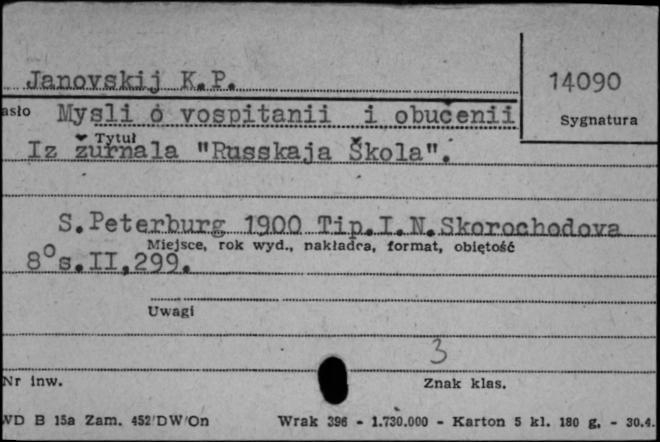 Janovskij K.P.
14090
asło Mysli o vospitanii i obučenii
Sygnatura
Tytuł
Iz žurnala "Russkaja Škola".
S.Peterburg 1900 Tip.I.N.Skorochodova
Miejsce, rok wyd., nakładca, format, objętość
8° s.II,299.
Uwagi
3
Nr inw.
Znak klas.
WD B 15a Zam. 452/DW/On Wrak 396 - 1.730.000 - Karton 5 kl. 180 g. - 30.4.